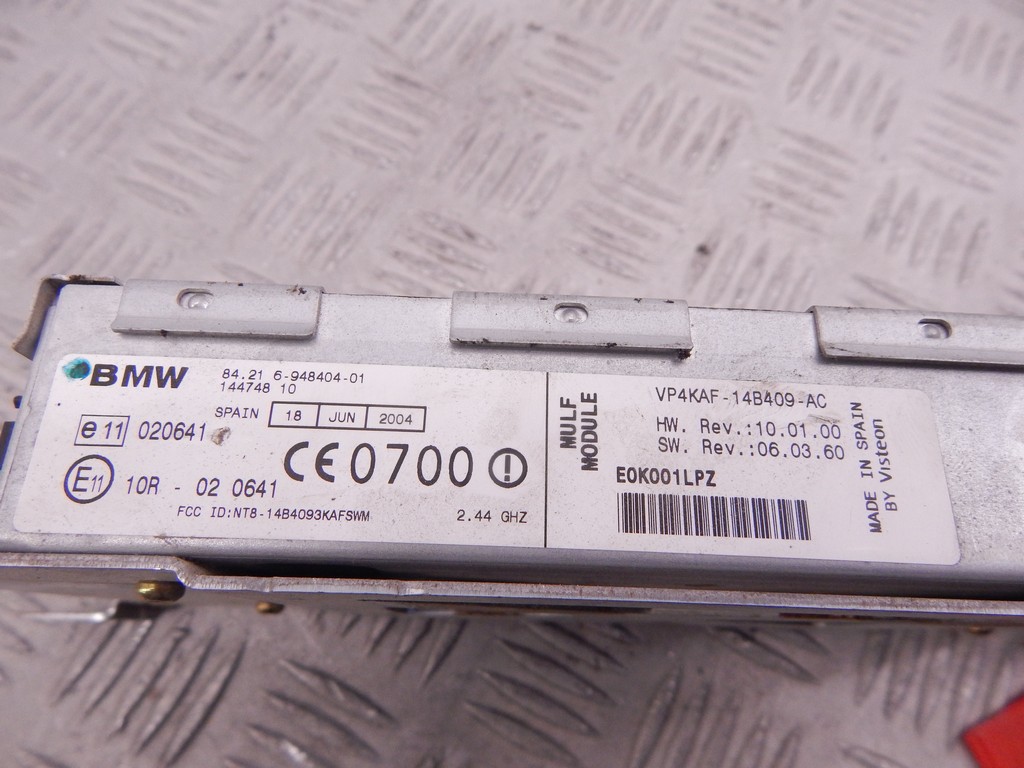 BMW 84.21 6-948404-01
144748 10
SPAIN 18 JUN 2004
e11 020641
CE 0700 !
E11 10R - 02 0641
FCC ID:NT8-14B4093KAFSWM 2.44 GHZ
MULF
MODULE
VP4KAF-14B409-AC
HW. Rev.:10.01.00
SW. Rev.:06.03.60
E0K001LPZ
MADE IN SPAIN
BY Visteon